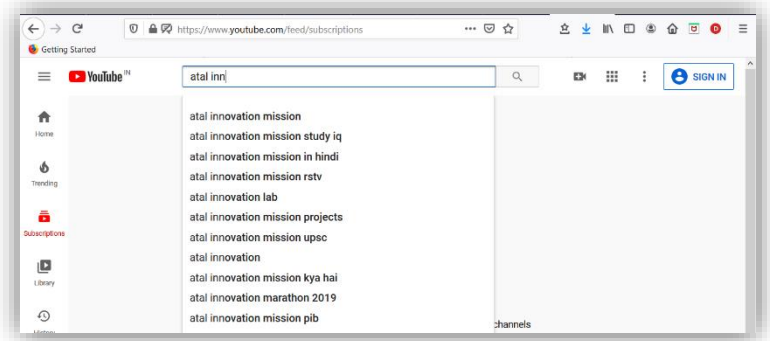 https://www.youtube.com/feed/subscriptions
Getting Started
YouTube IN
atal inn
SIGN IN
Home
Trending
Subscriptions
Library
History
atal innovation mission
atal innovation mission study iq
atal innovation mission in hindi
atal innovation mission rstv
atal innovation lab
atal innovation mission projects
atal innovation mission upsc
atal innovation
atal innovation mission kya hai
atal innovation marathon 2019
atal innovation mission pib
channels